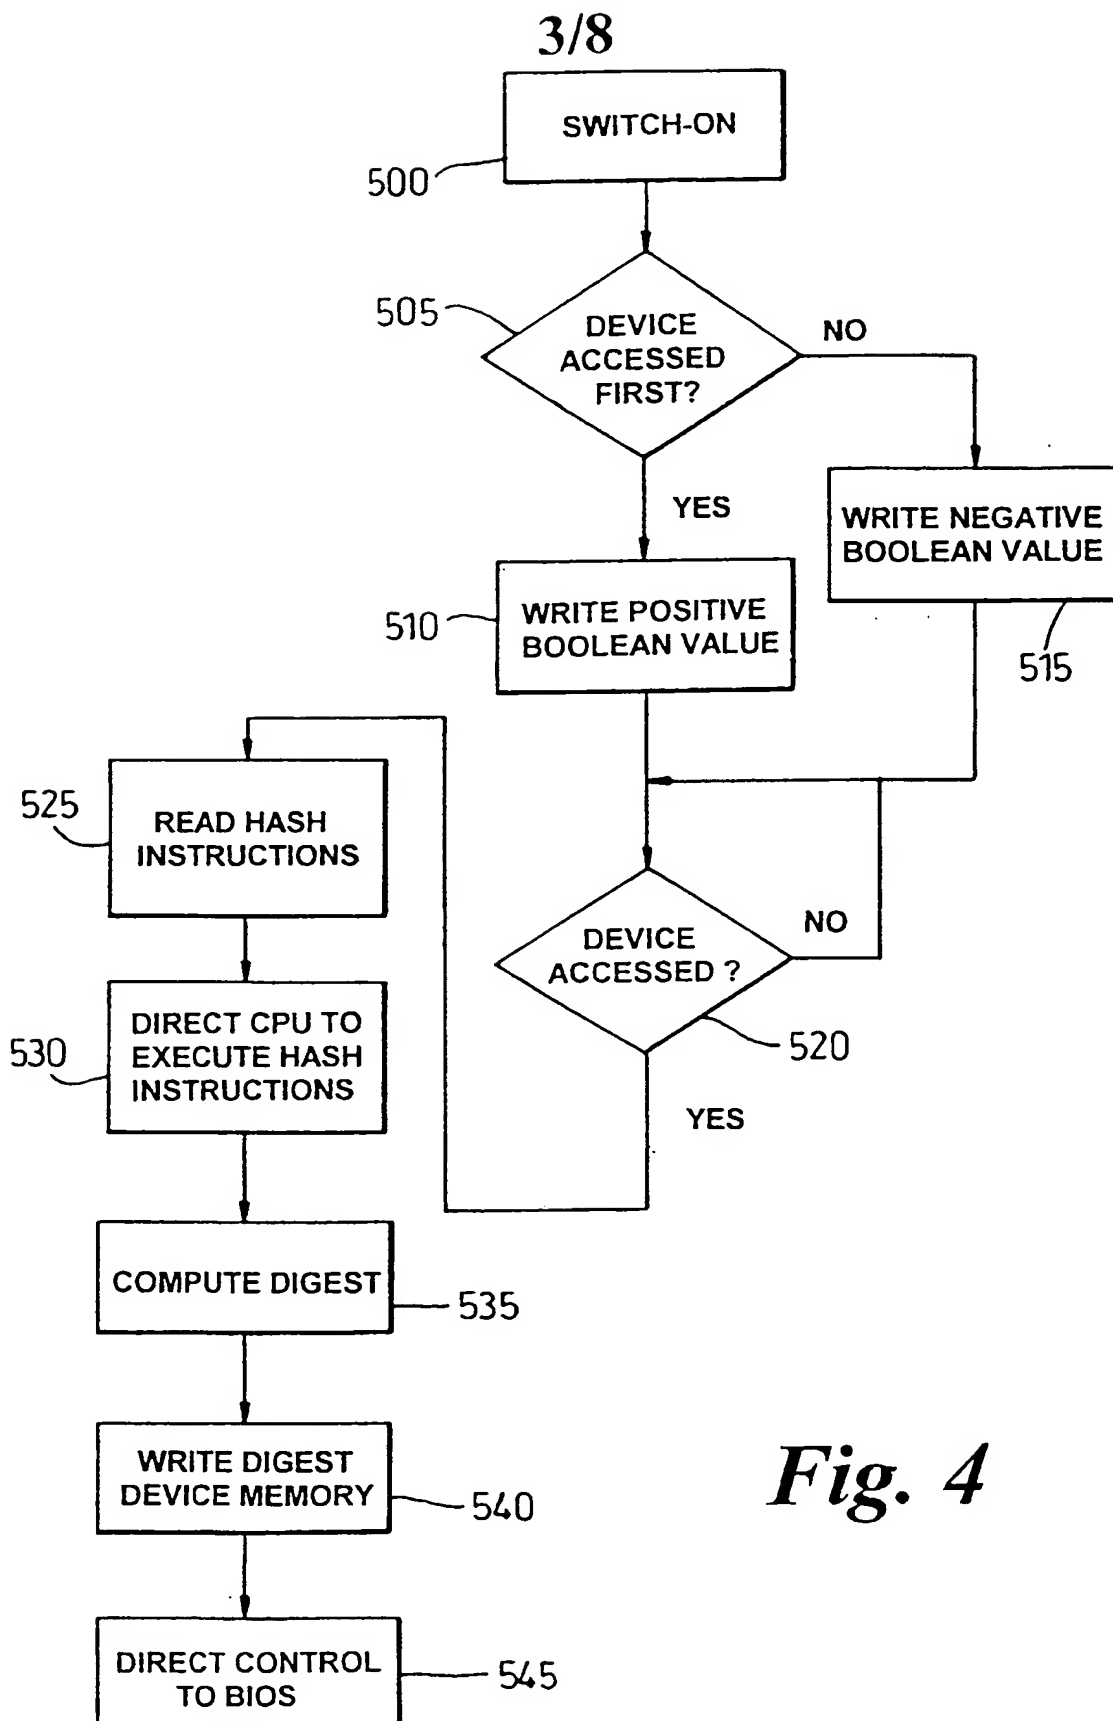 3/8
SWITCH-ON
500
505
DEVICE
ACCESSED
FIRST?
NO
YES
WRITE NEGATIVE
BOOLEAN VALUE
515
510
WRITE POSITIVE
BOOLEAN VALUE
525
READ HASH
INSTRUCTIONS
DEVICE
ACCESSED ?
NO
520
YES
530
DIRECT CPU TO
EXECUTE HASH
INSTRUCTIONS
COMPUTE DIGEST
535
WRITE DIGEST
DEVICE MEMORY
540
Fig. 4
DIRECT CONTROL
TO BIOS
545